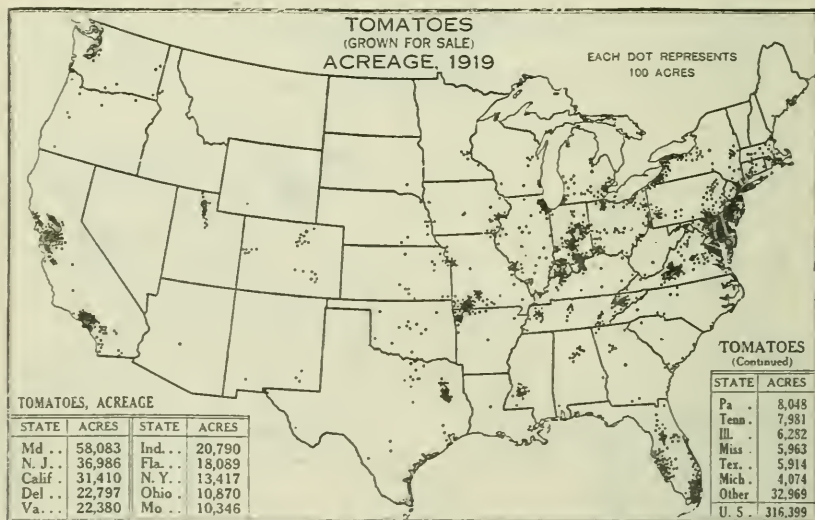 TOMATOES
(GROWN FOR SALE)
ACREAGE, 1919
EACH DOT REPRESENTS
100 ACRES
TOMATOES, ACREAGE
STATE ACRES STATE ACRES
Md .. 58,083 Ind... 20,790
N. J.. 36,986 Fla... 18,089
Calif . 31,410 N. Y.. 13,417
Del .. 22,797 Ohio . 10,870
Va... 22,380 Mo .. 10,346
TOMATOES
(Continued)
STATE ACRES
Pa . 8,048
Tenn . 7,981
Ill. . 6,282
Miss . 5,963
Tex. . 5,914
Mich . 4,074
Other 32,969
U. S . 316,399